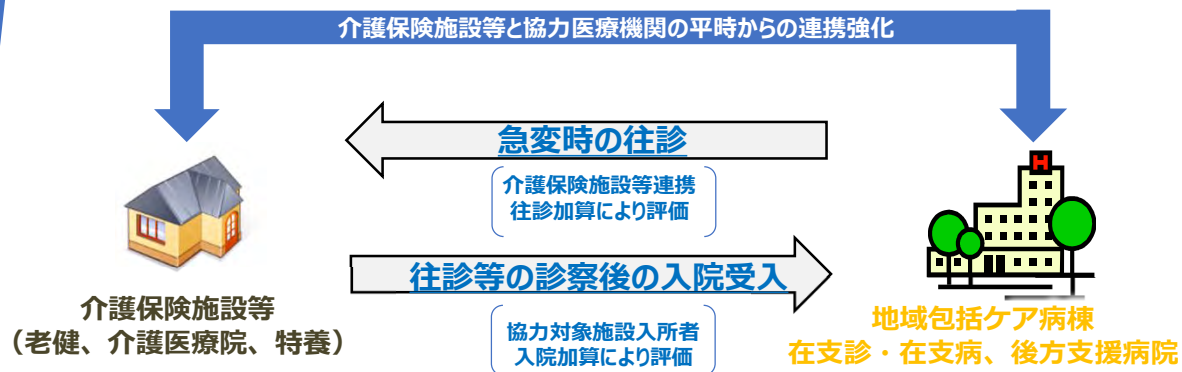 介護保険施設等と協力医療機関の平時からの連携強化
急変時の往診
介護保険施設等連携
往診加算により評価
往診等の診察後の入院受入
協力対象施設入所者
入院加算により評価
介護保険施設等
（老健、介護医療院、特養）
H
地域包括ケア病棟
在支診・在支病、後方支援病院